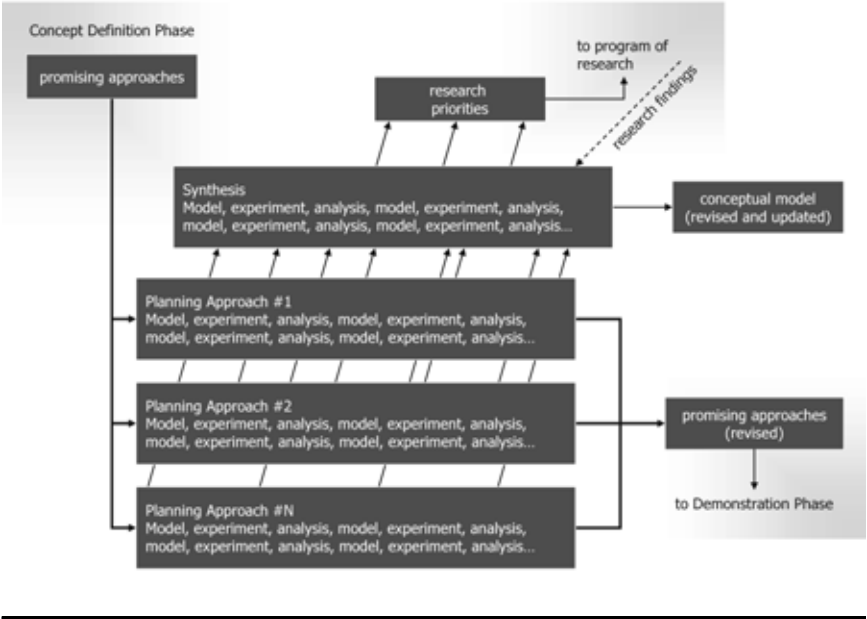 Concept Definition Phase
promising approaches
to program of
research
research findings
research
priorities
Synthesis
Model, experiment, analysis, model, experiment, analysis,
model, experiment, analysis, model, experiment, analysis...
conceptual model
(revised and updated)
Planning Approach #1
Model, experiment, analysis, model, experiment, analysis,
model, experiment, analysis, model, experiment, analysis...
Planning Approach #2
Model, experiment, analysis, model, experiment, analysis,
model, experiment, analysis, model, experiment, analysis...
promising approaches
(revised)
to Demonstration Phase
Planning Approach #N
Model, experiment, analysis, model, experiment, analysis,
model, experiment, analysis, model, experiment, analysis...